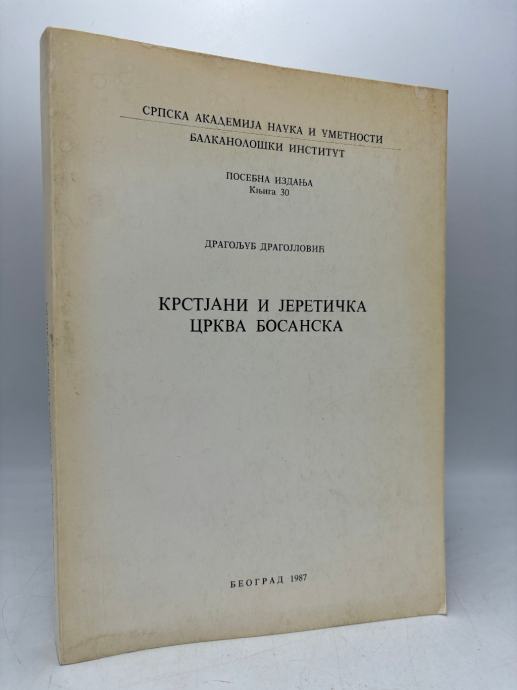 СРПСКА АКАДЕМИЈА НАУКА И УМЕТНОСТИ
БАЛКАНОЛОШКИ ИНСТИТУТ
ПОСЕБНА ИЗДАЊА
Књига 30
ДРАГОЉУБ ДРАГОЈЛОВИЋ
КРСТЈАНИ И ЈЕРЕТИЧКА
ЦРКВА БОСАНСКА
БЕОГРАД 1987